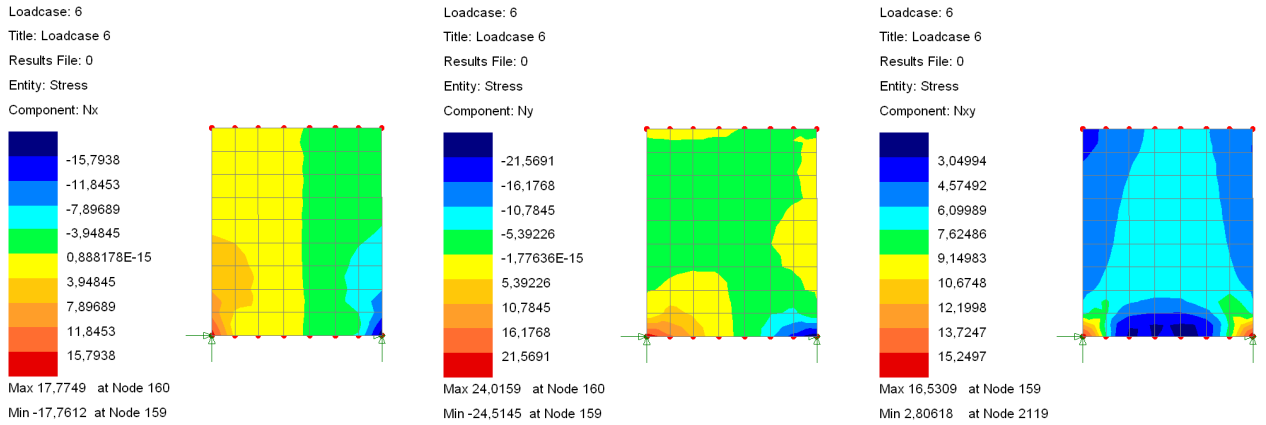 Loadcase: 6
Title: Loadcase 6
Results File: 0
Entity: Stress
Component: Nx
-15,7938
-11,8453
-7,89689
-3,94845
0,888178E-15
3,94845
7,89689
11,8453
15,7938
Max 17,7749 at Node 160
Min -17,7612 at Node 159
Loadcase: 6
Title: Loadcase 6
Results File: 0
Entity: Stress
Component: Ny
-21,5691
-16,1768
-10,7845
-5,39226
-1,77636E-15
5,39226
10,7845
16,1768
21,5691
Max 24,0159 at Node 160
Min -24,5145 at Node 159
Loadcase: 6
Title: Loadcase 6
Results File: 0
Entity: Stress
Component: Nxy
3,04994
4,57492
6,09989
7,62486
9,14983
10,6748
12,1998
13,7247
15,2497
Max 16,5309 at Node 159
Min 2,80618 at Node 2119